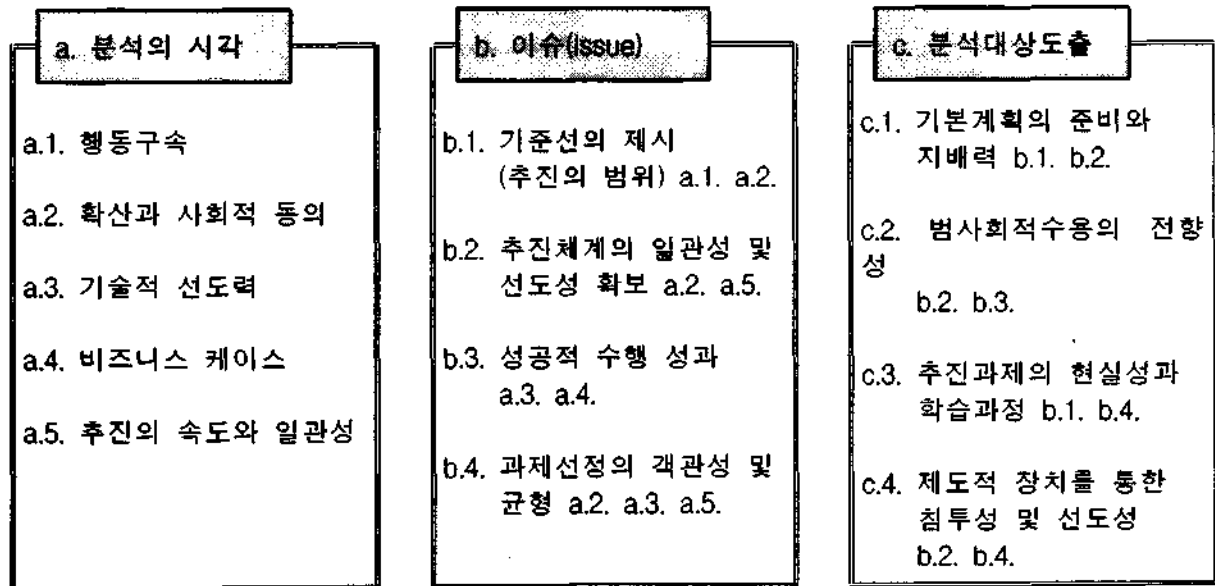 a. 분석의 시각
a.1. 행동구속
a.2. 확산과 사회적 동의
a.3. 기술적 선도력
a.4. 비즈니스 케이스
a.5. 추진의 속도와 일관성
b. 이슈(issue)
b.1. 기준선의 제시
(추진의 범위) a.1. a.2.
b.2. 추진체계의 일관성 및
선도성 확보 a.2. a.5.
b.3. 성공적 수행 성과
a.3. a.4.
b.4. 과제선정의 객관성 및
균형 a.2. a.3. a.5.
c. 분석대상도출
c.1. 기본계획의 준비와
지배력 b.1. b.2.
c.2. 범사회적수용의 전향
성
b.2. b.3.
c.3. 추진과제의 현실성과
학습과정 b.1. b.4.
c.4. 제도적 장치를 통한
침투성 및 선도성
b.2. b.4.